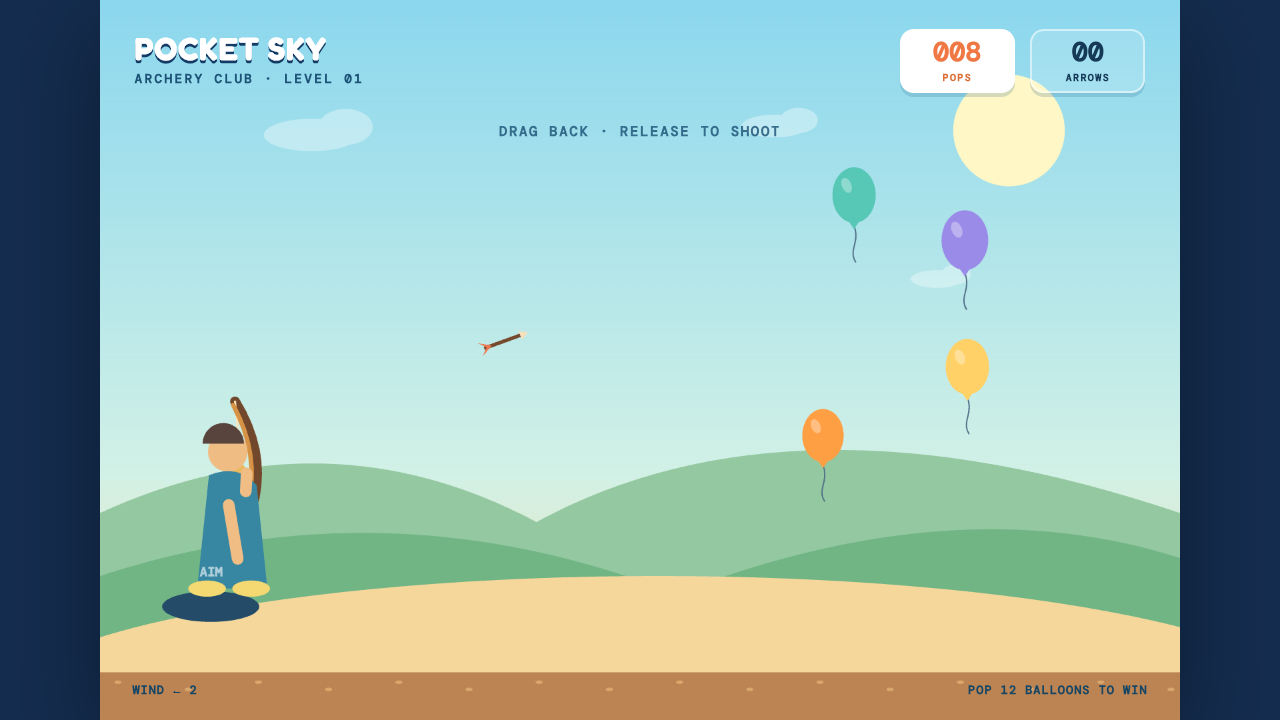 POCKET SKY
ARCHERY CLUB · LEVEL 01
008
POPS
00
ARROWS
DRAG BACK · RELEASE TO SHOOT
AIM
WIND ← 2
POP 12 BALLOONS TO WIN